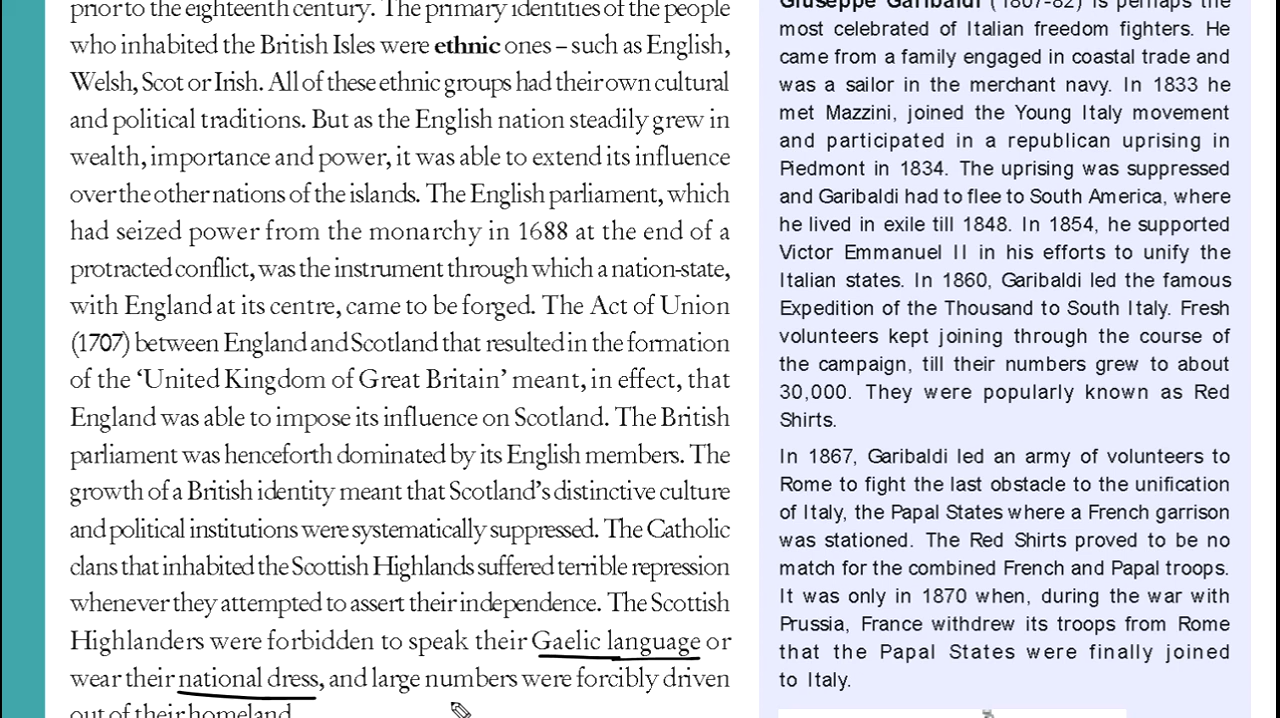 prior to the eighteenth century. The primary identities of the people
who inhabited the British Isles were ethnic ones – such as English,
Welsh, Scot or Irish. All of these ethnic groups had their own cultural
and political traditions. But as the English nation steadily grew in
wealth, importance and power, it was able to extend its influence
over the other nations of the islands. The English parliament, which
had seized power from the monarchy in 1688 at the end of a
protracted conflict, was the instrument through which a nation-state,
with England at its centre, came to be forged. The Act of Union
(1707) between England and Scotland that resulted in the formation
of the ‘United Kingdom of Great Britain’ meant, in effect, that
England was able to impose its influence on Scotland. The British
parliament was henceforth dominated by its English members. The
growth of a British identity meant that Scotland’s distinctive culture
and political institutions were systematically suppressed. The Catholic
clans that inhabited the Scottish Highlands suffered terrible repression
whenever they attempted to assert their independence. The Scottish
Highlanders were forbidden to speak their Gaelic language or
wear their national dress, and large numbers were forcibly driven
out of their homeland.
Giuseppe Garibaldi (1807-82) is perhaps the
most celebrated of Italian freedom fighters. He
came from a family engaged in coastal trade and
was a sailor in the merchant navy. In 1833 he
met Mazzini, joined the Young Italy movement
and participated in a republican uprising in
Piedmont in 1834. The uprising was suppressed
and Garibaldi had to flee to South America, where
he lived in exile till 1848. In 1854, he supported
Victor Emmanuel II in his efforts to unify the
Italian states. In 1860, Garibaldi led the famous
Expedition of the Thousand to South Italy. Fresh
volunteers kept joining through the course of
the campaign, till their numbers grew to about
30,000. They were popularly known as Red
Shirts.
In 1867, Garibaldi led an army of volunteers to
Rome to fight the last obstacle to the unification
of Italy, the Papal States where a French garrison
was stationed. The Red Shirts proved to be no
match for the combined French and Papal troops.
It was only in 1870 when, during the war with
Prussia, France withdrew its troops from Rome
that the Papal States were finally joined
to Italy.